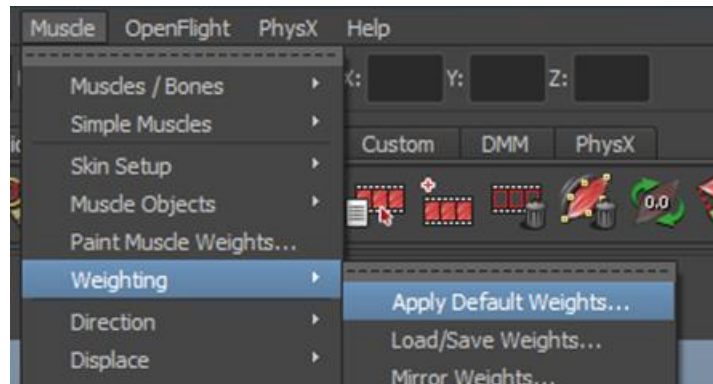 Muscle OpenFlight PhysX Help
Muscles / Bones
X: Y: Z:
Simple Muscles
Custom DMM PhysX
Skin Setup
Muscle Objects
0,0
Paint Muscle Weights...
Weighting
Apply Default Weights...
Direction
Load/Save Weights...
Displace
Mirror Weights...